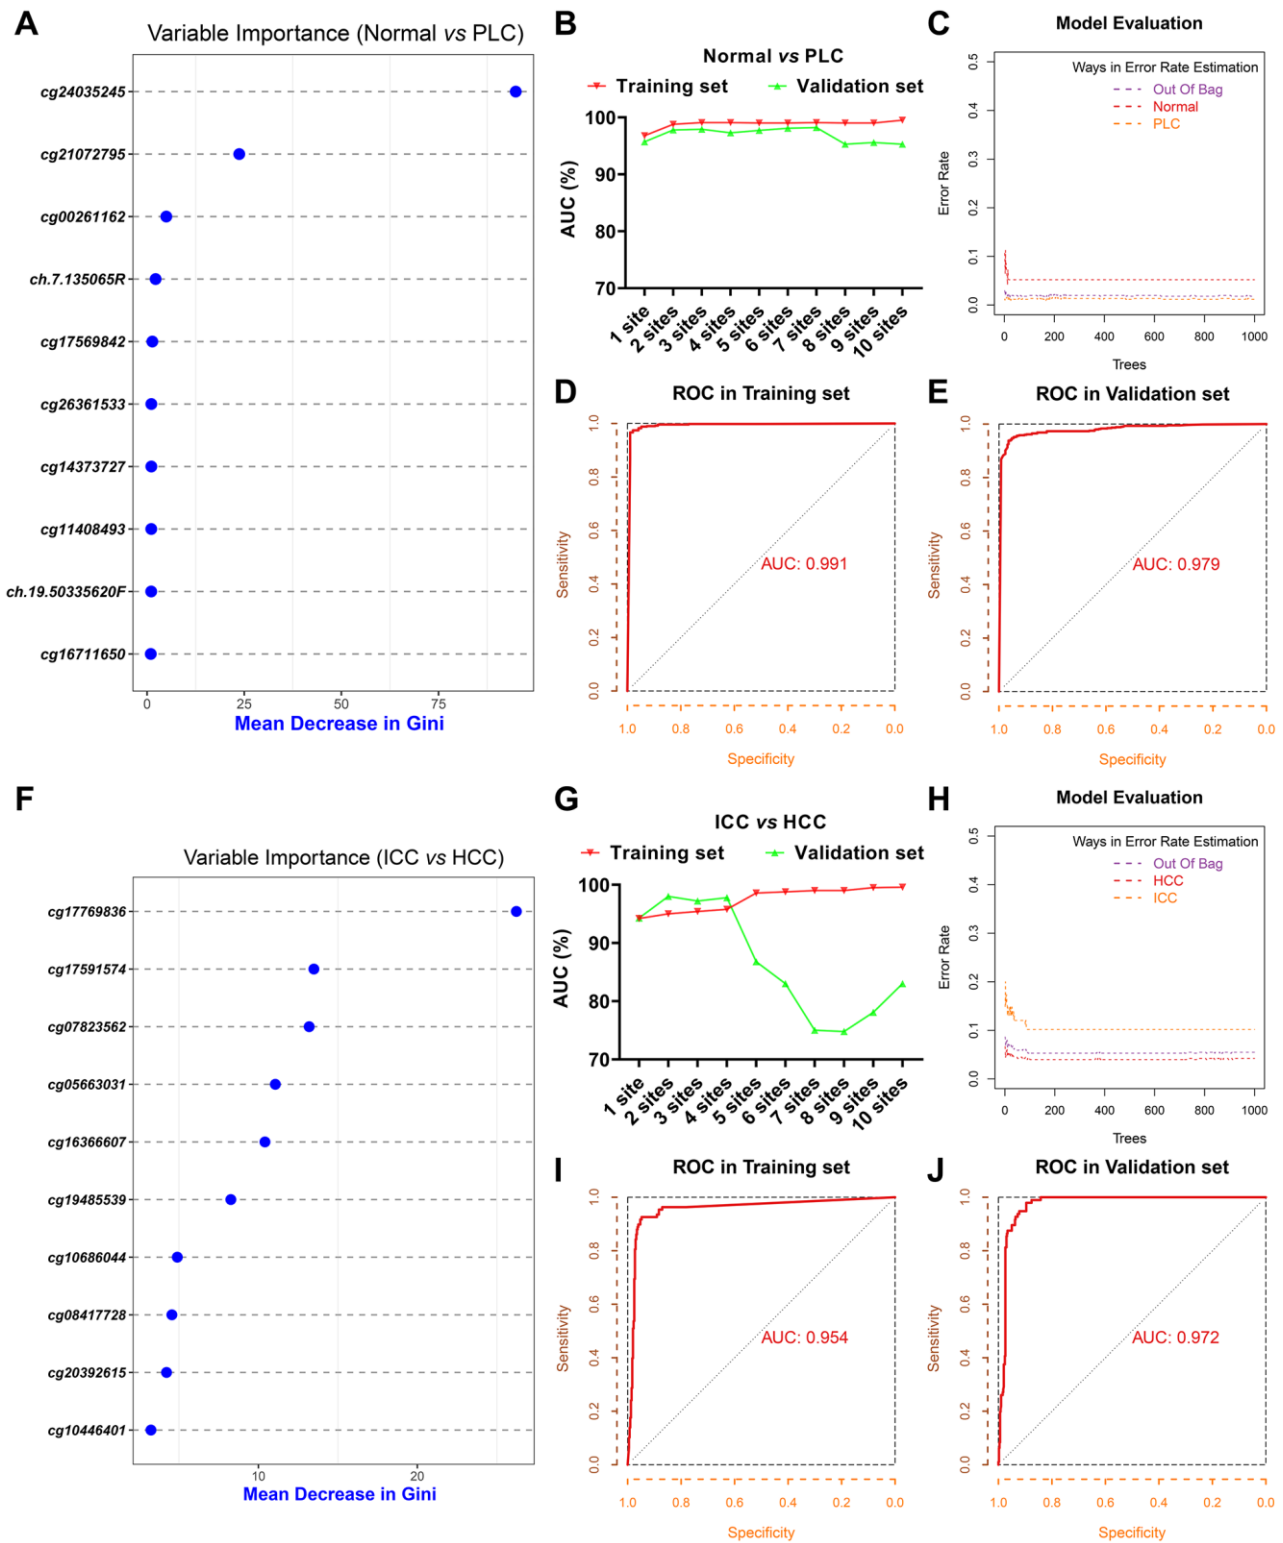 A
Variable Importance (Normal vs PLC)
cg24035245
cg21072795
cg00261162
ch.7.135065R
cg17569842
cg26361533
cg14373727
cg11408493
ch.19.50335620F
cg16711650
0 25 50 75
Mean Decrease in Gini
B
Normal vs PLC
Training set Validation set
AUC (%)
100
90
80
70
1 site
2 sites
3 sites
4 sites
5 sites
6 sites
7 sites
8 sites
9 sites
10 sites
C
Model Evaluation
Ways in Error Rate Estimation
Out Of Bag
Normal
PLC
Error Rate
0.5
0.4
0.3
0.2
0.1
0.0
0 200 400 600 800 1000
Trees
D
ROC in Training set
Sensitivity
1.0
0.8
0.6
0.4
0.2
0.0
AUC: 0.991
1.0 0.8 0.6 0.4 0.2 0.0
Specificity
E
ROC in Validation set
Sensitivity
1.0
0.8
0.6
0.4
0.2
0.0
AUC: 0.979
1.0 0.8 0.6 0.4 0.2 0.0
Specificity
F
Variable Importance (ICC vs HCC)
cg17769836
cg17591574
cg07823562
cg05663031
cg16366607
cg19485539
cg10686044
cg08417728
cg20392615
cg10446401
10 20
Mean Decrease in Gini
G
ICC vs HCC
Training set Validation set
AUC (%)
100
90
80
70
1 site
2 sites
3 sites
4 sites
5 sites
6 sites
7 sites
8 sites
9 sites
10 sites
H
Model Evaluation
Ways in Error Rate Estimation
Out Of Bag
HCC
ICC
Error Rate
0.5
0.4
0.3
0.2
0.1
0.0
0 200 400 600 800 1000
Trees
I
ROC in Training set
Sensitivity
1.0
0.8
0.6
0.4
0.2
0.0
AUC: 0.954
1.0 0.8 0.6 0.4 0.2 0.0
Specificity
J
ROC in Validation set
Sensitivity
1.0
0.8
0.6
0.4
0.2
0.0
AUC: 0.972
1.0 0.8 0.6 0.4 0.2 0.0
Specificity